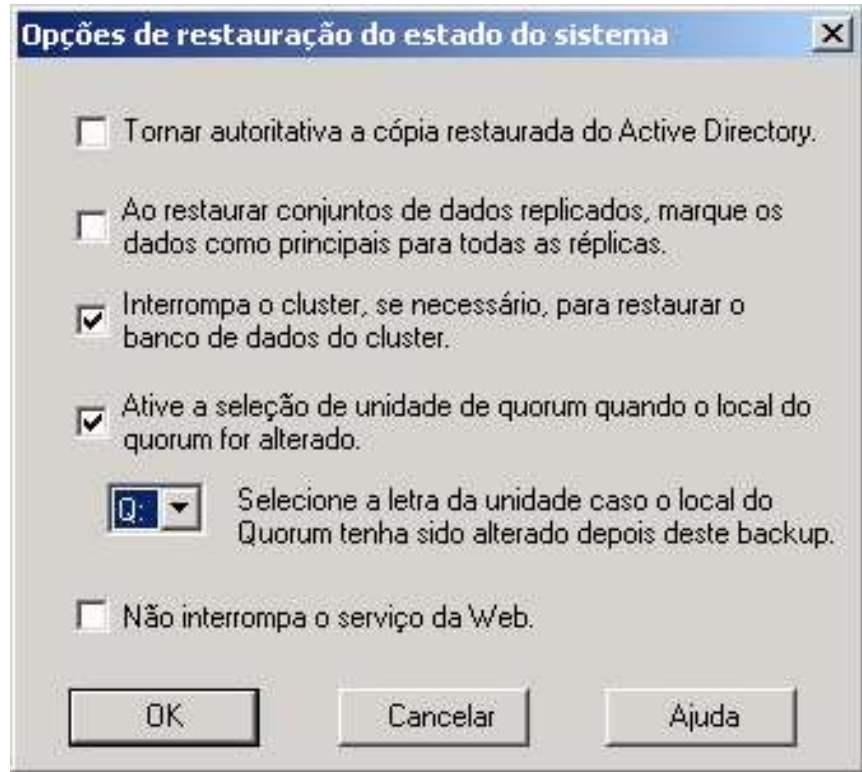 Opções de restauração do estado do sistema
Tornar autoritativa a cópia restaurada do Active Directory.
Ao restaurar conjuntos de dados replicados, marque os
dados como principais para todas as réplicas.
Interrompa o cluster, se necessário, para restaurar o
banco de dados do cluster.
Ative a seleção de unidade de quorum quando o local do
quorum for alterado.
Q:
Selecione a letra da unidade caso o local do
Quorum tenha sido alterado depois deste backup.
Não interrompa o serviço da Web.
OK
Cancelar
Ajuda